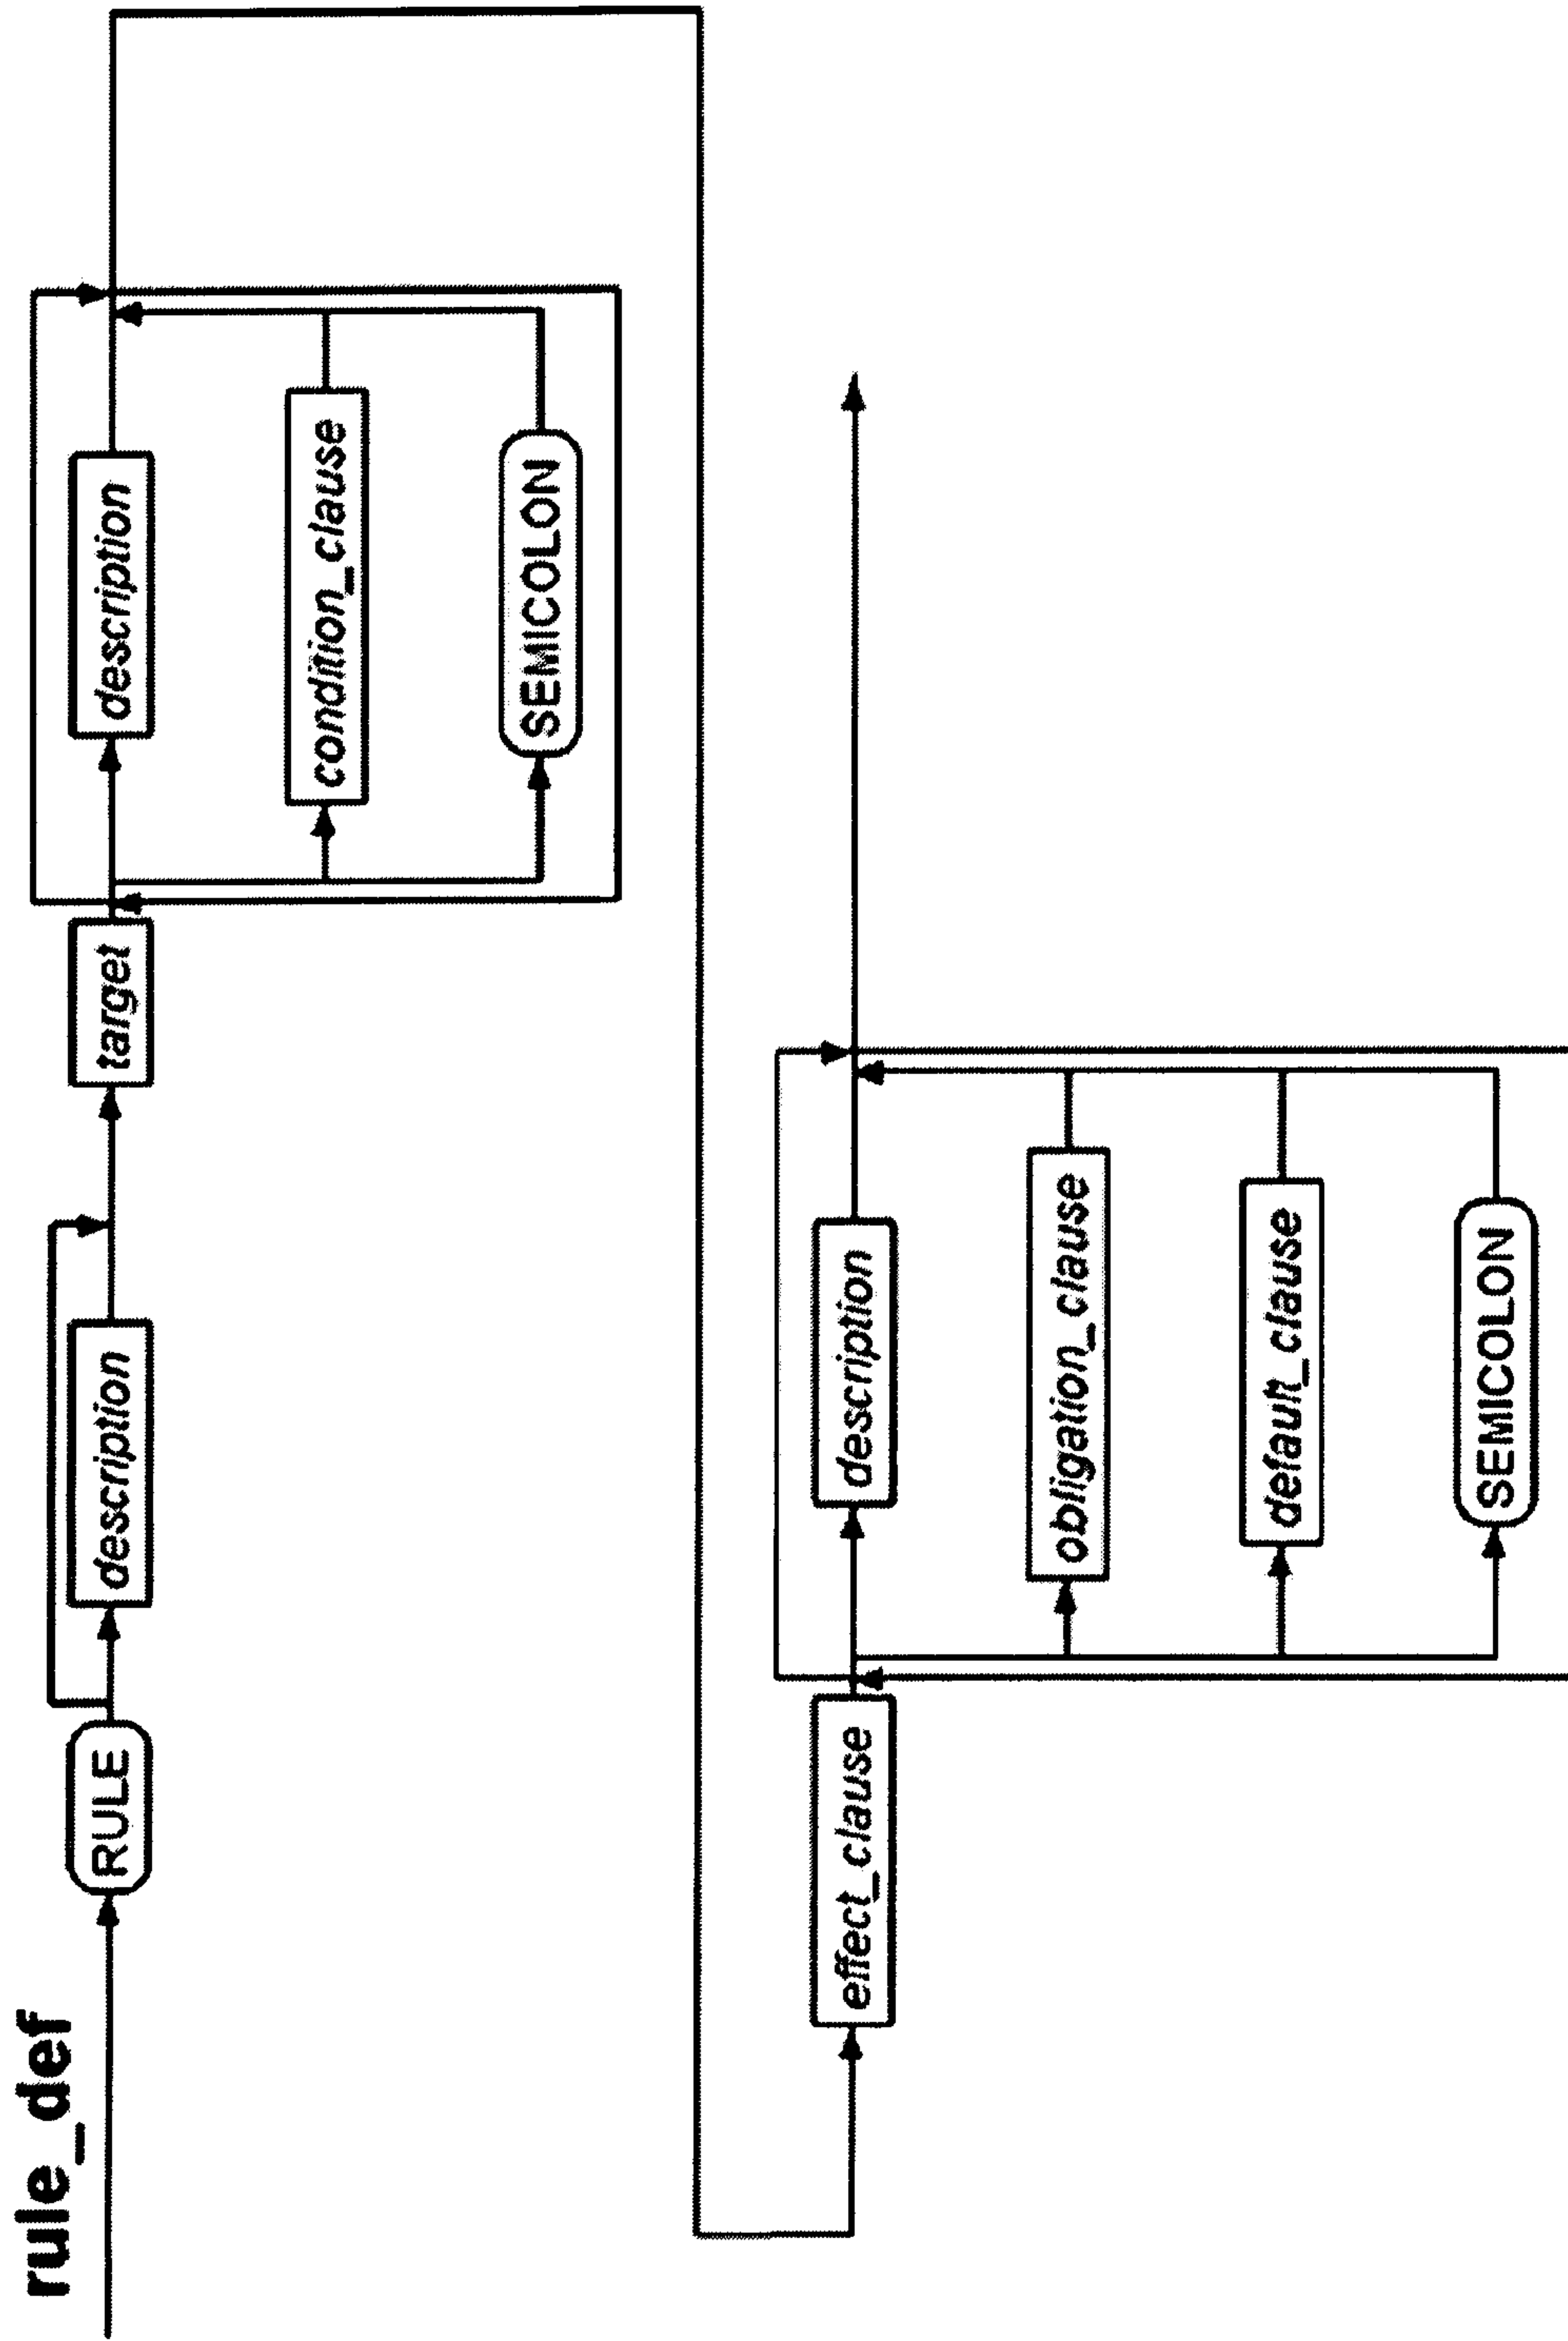 rule_def
RULE
description
target
description
condition_clause
SEMICOLON
effect_clause
description
obligation_clause
default_clause
SEMICOLON